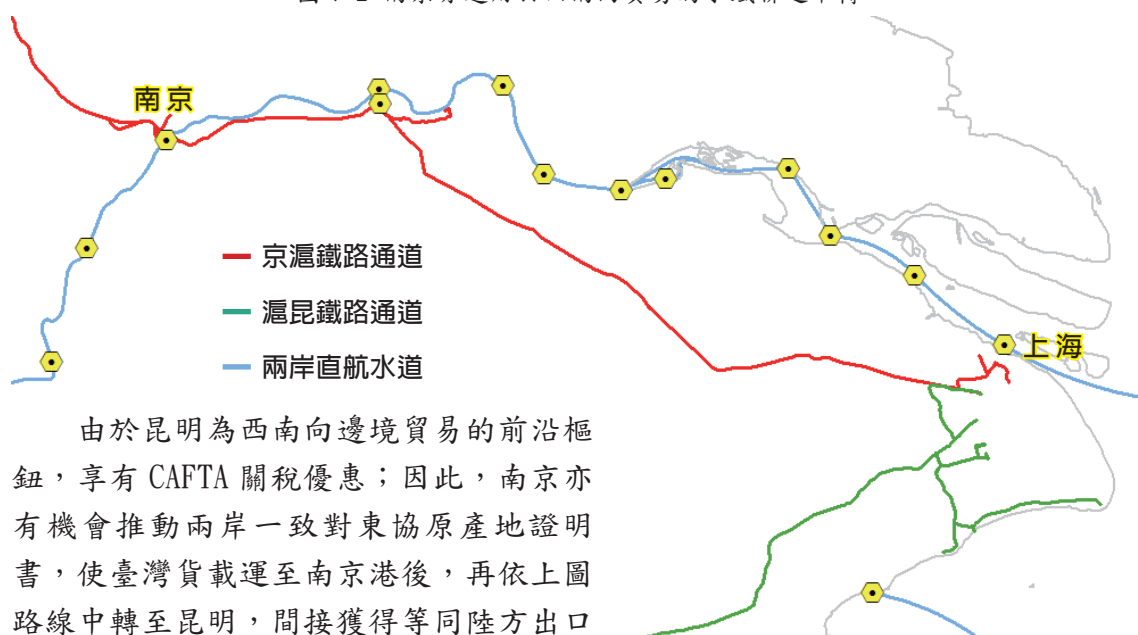 南京
京滬鐵路通道
滬昆鐵路通道
兩岸直航水道
上海
由於昆明為西南向邊境貿易的前沿樞
鈕，享有 CAFTA 關稅優惠；因此，南京亦
有機會推動兩岸一致對東協原產地證明
書，使臺灣貨載運至南京港後，再依上圖
路線中轉至昆明，間接獲得等同陸方出口